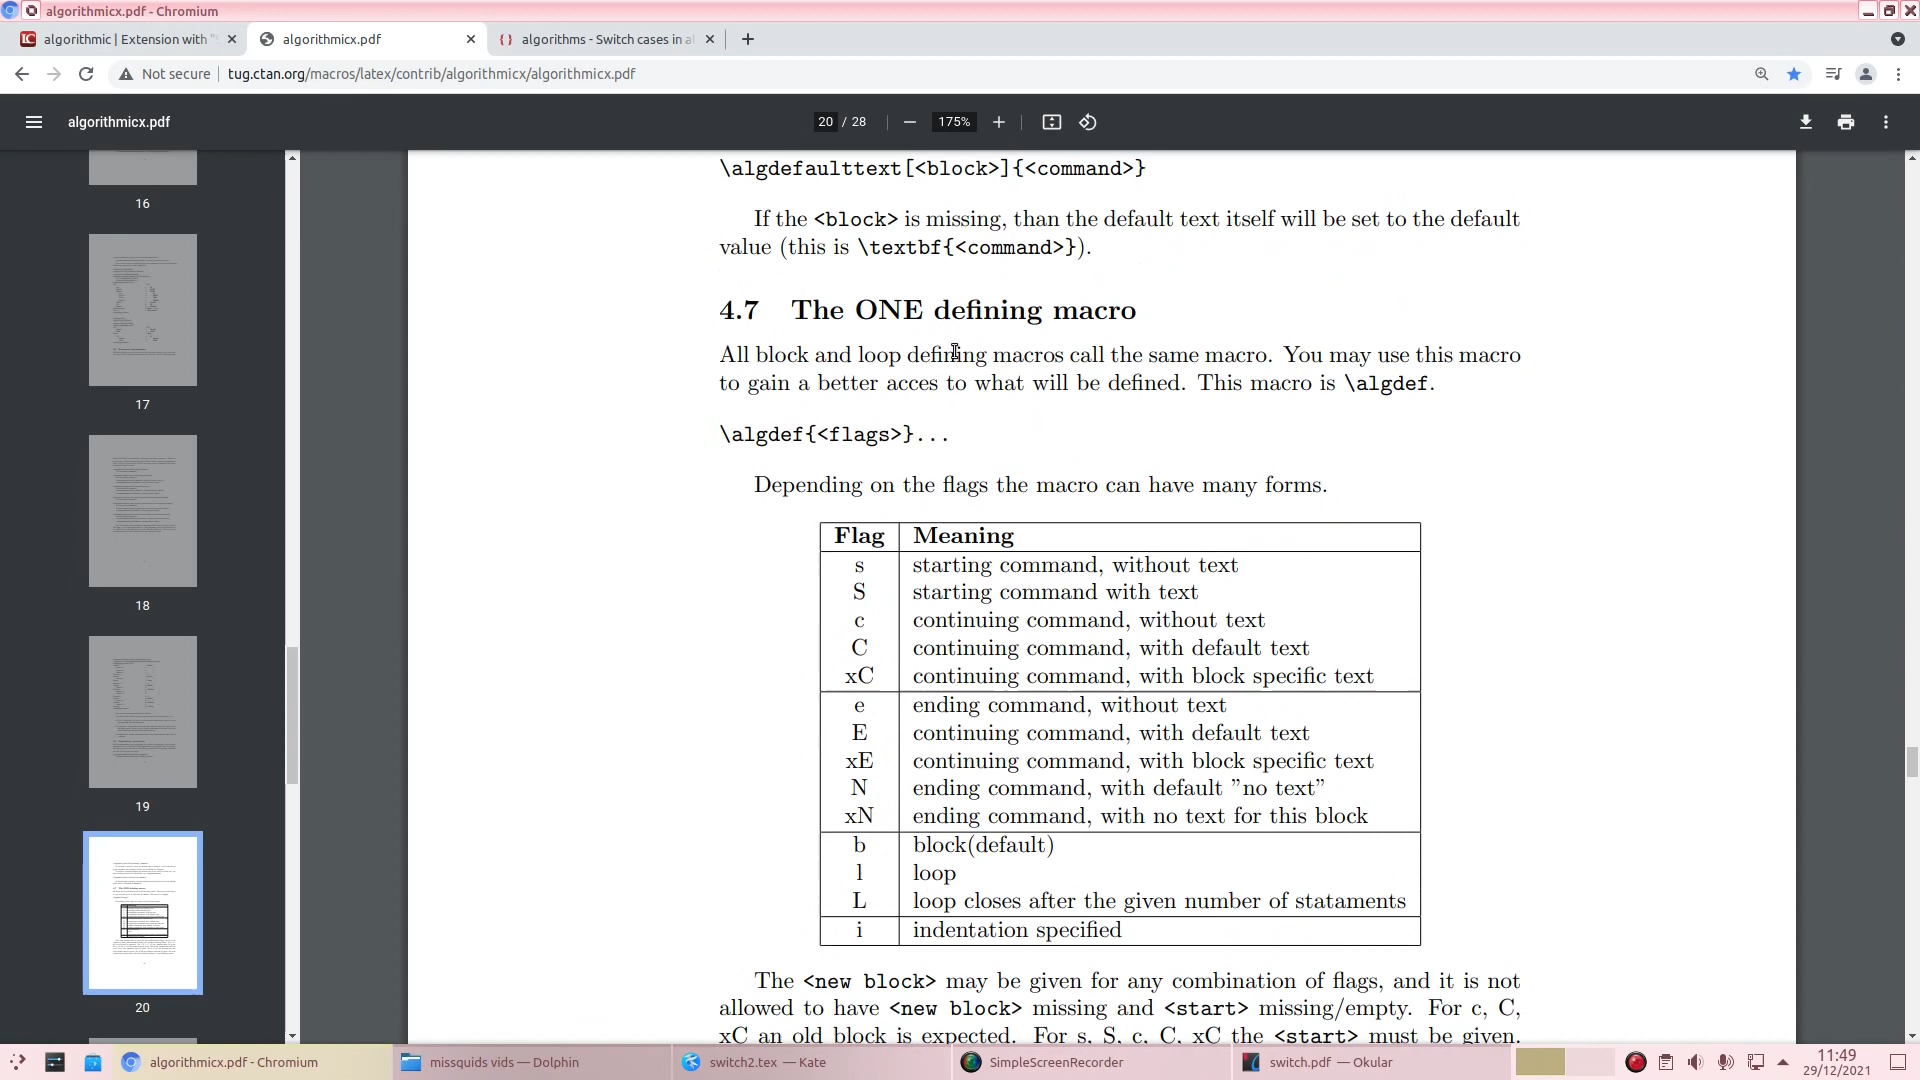 algorithmicx.pdf - Chromium
algorithmic | Extension with "S
algorithmicx.pdf
algorithms - Switch cases in al
Not secure
tug.ctan.org/macros/latex/contrib/algorithmicx/algorithmicx.pdf
algorithmicx.pdf
20 / 28
175%
16
17
18
19
20
\algdefaulttext[<block>]{<command>}
If the <block> is missing, than the default text itself will be set to the default
value (this is \textbf{<command>}).
4.7 The ONE defining macro
All block and loop defining macros call the same macro. You may use this macro
to gain a better acces to what will be defined. This macro is \algdef.
\algdef{<flags>}...
Depending on the flags the macro can have many forms.
Flag Meaning
s starting command, without text
S starting command with text
c continuing command, without text
C continuing command, with default text
xC continuing command, with block specific text
e ending command, without text
E continuing command, with default text
xE continuing command, with block specific text
N ending command, with default ”no text”
xN ending command, with no text for this block
b block(default)
l loop
L loop closes after the given number of stataments
i indentation specified
The <new block> may be given for any combination of flags, and it is not
allowed to have <new block> missing and <start> missing/empty. For c, C,
xC an old block is expected. For s, S, c, C, xC the <start> must be given.
algorithmicx.pdf - Chromium
missquids vids — Dolphin
switch2.tex — Kate
SimpleScreenRecorder
switch.pdf — Okular
11:49
29/12/2021